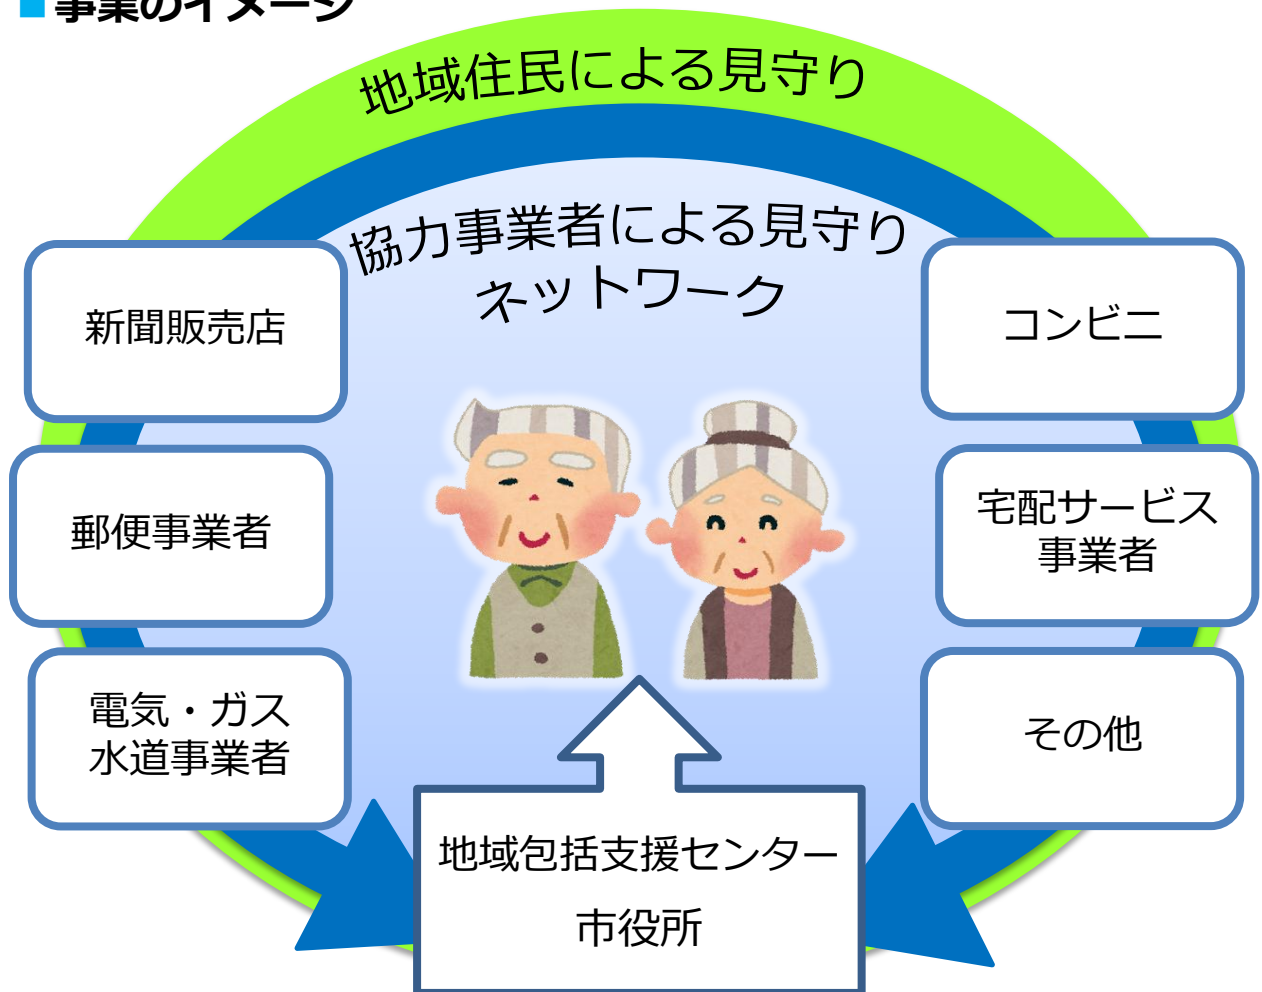 ■事業のイメージ
地域住民による見守り
協力事業者による見守り
ネットワーク
新聞販売店
コンビニ
郵便事業者
宅配サービス
事業者
電気・ガス
水道事業者
その他
地域包括支援センター
市役所